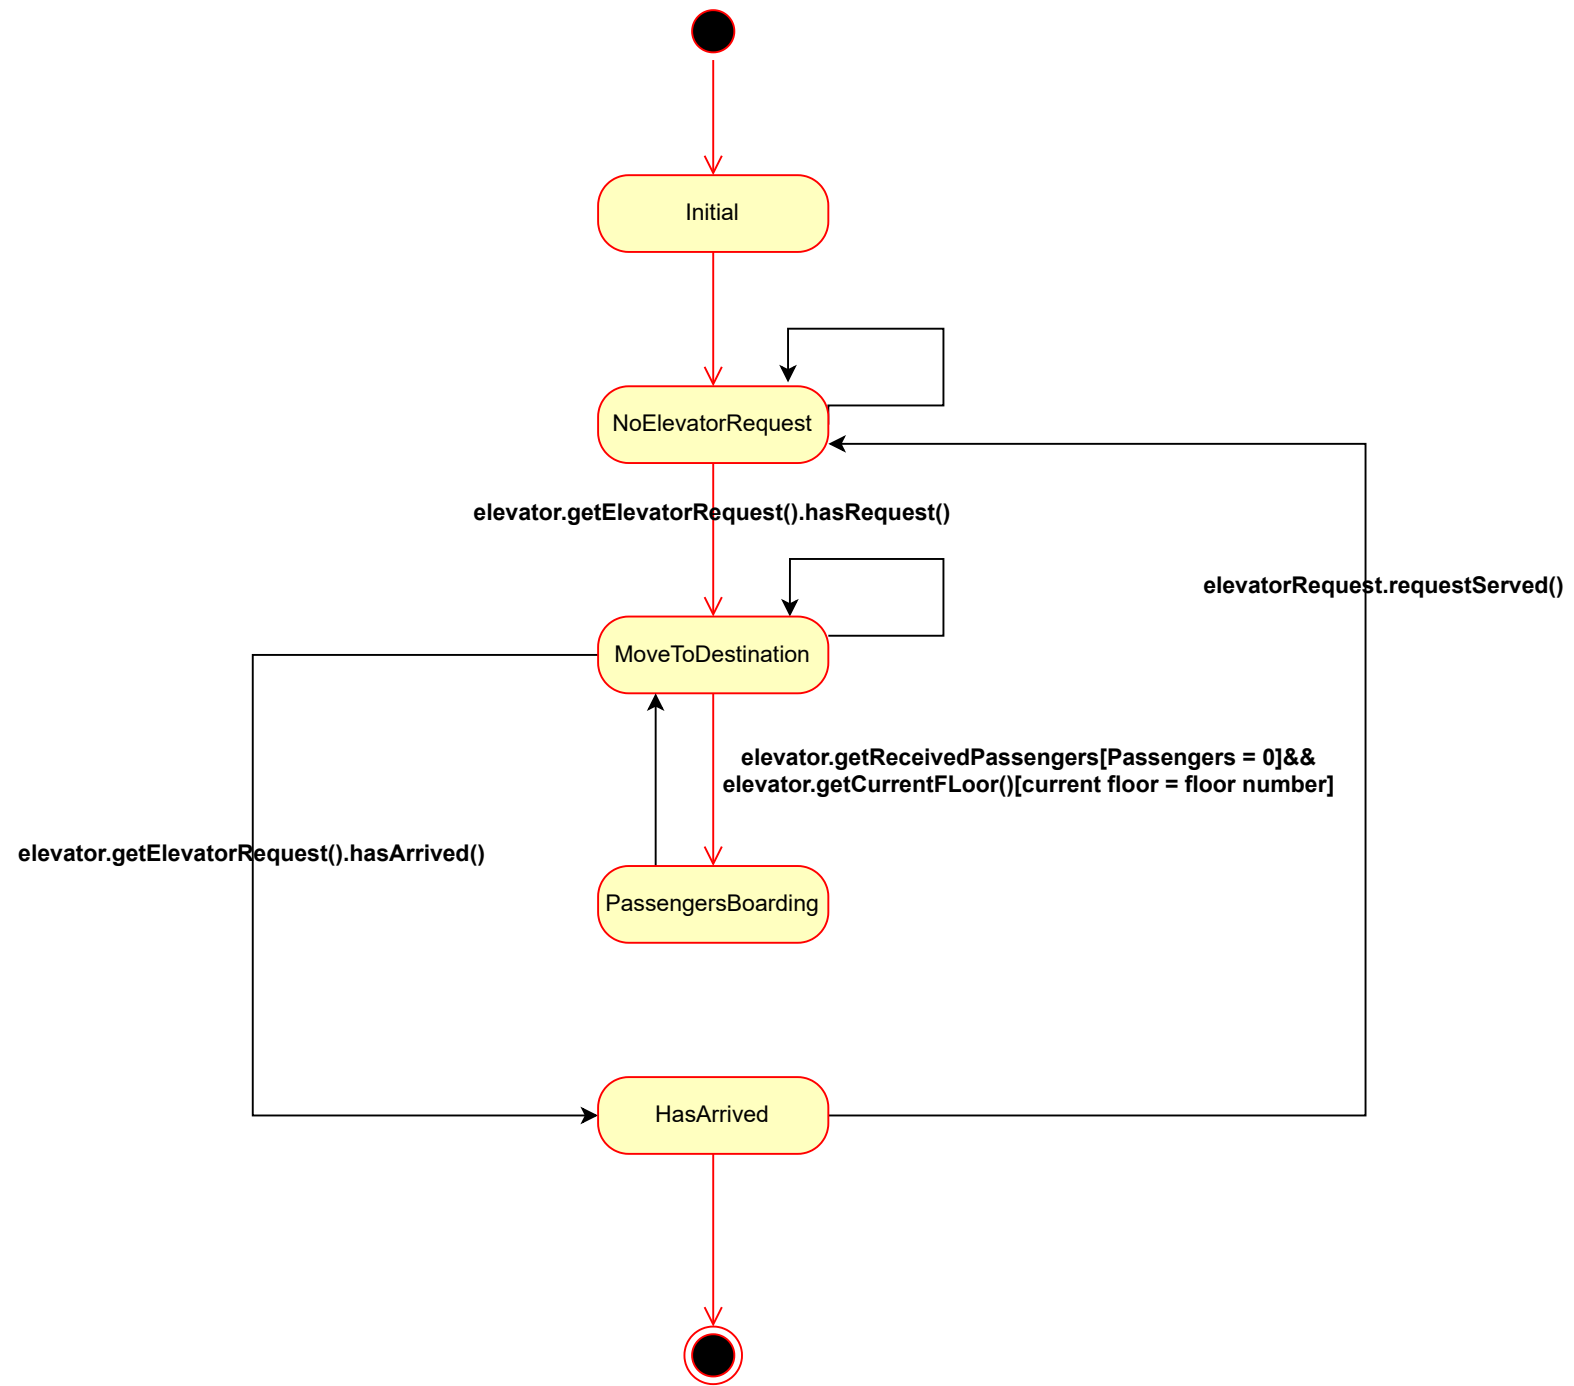 Initial
NoElevatorRequest
elevator.getElevatorRequest().hasRequest()
elevatorRequest.requestServed()
MoveToDestination
elevator.getReceivedPassengers[Passengers = 0]&&
elevator.getCurrentFLoor()[current floor = floor number]
elevator.getElevatorRequest().hasArrived()
PassengersBoarding
HasArrived